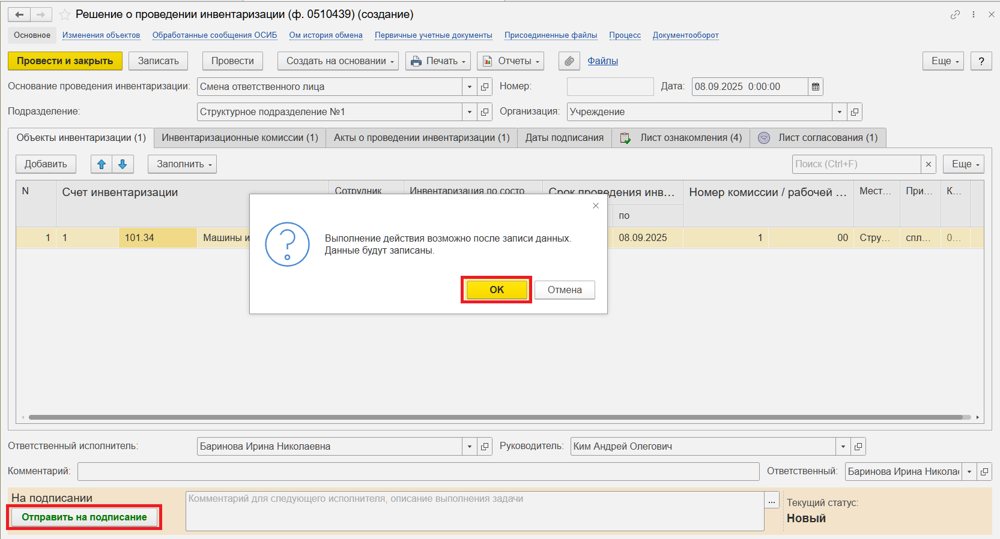 Решение о проведении инвентаризации (ф. 0510439) (создание)
Основное Изменения объектов Обработанные сообщения ОСИБ Ом история обмена Первичные учетные документы Присоединенные файлы Процесс Документооборот
Провести и закрыть Записать Провести Создать на основании Печать Отчеты Файлы Еще ?
Основание проведения инвентаризации: Смена ответственного лица Номер: Дата: 08.09.2025 0:00:00
Подразделение: Структурное подразделение №1 Организация: Учреждение
Объекты инвентаризации (1) Инвентаризационные комиссии (1) Акты о проведении инвентаризации (1) Даты подписания Лист ознакомления (4) Лист согласования (1)
Добавить Заполнить Поиск (Ctrl+F) × Еще
N Счет инвентаризации Сотрудник Инвентаризация по состо Срок проведения инв... Номер комиссии / рабочей ... Мест... При... К...
по
1 1 101.34 Машины и 08.09.2025 1 00 Стру... спл... 0...
Выполнение действия возможно после записи данных.
Данные будут записаны.
ОК Отмена
Ответственный исполнитель: Баринова Ирина Николаевна Руководитель: Ким Андрей Олегович
Комментарий: Ответственный: Баринова Ирина Николае
На подписании
Отправить на подписание
Комментарий для следующего исполнителя, описание выполнения задачи ...
Текущий статус:
Новый